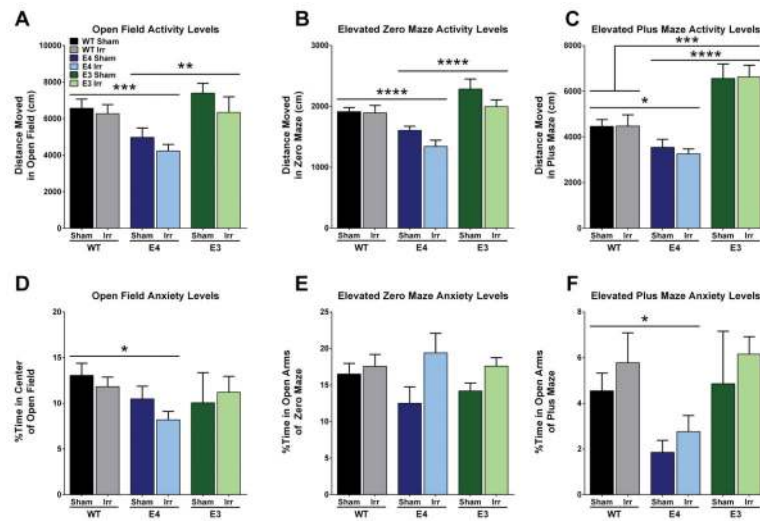 A
Open Field Activity Levels
WT Sham
WT Irr
E4 Sham
E4 Irr
E3 Sham
E3 Irr
***
**
Distance Moved
in Open Field (cm)
10000
8000
6000
4000
2000
0
Sham Irr Sham Irr Sham Irr
WT E4 E3
B
Elevated Zero Maze Activity Levels
****
****
Distance Moved
in Zero Maze (cm)
3000
2000
1000
0
Sham Irr Sham Irr Sham Irr
WT E4 E3
C
Elevated Plus Maze Activity Levels
***
****
*
Distance Moved
in Plus Maze (cm)
8000
6000
4000
2000
0
Sham Irr Sham Irr Sham Irr
WT E4 E3
D
Open Field Anxiety Levels
*
%Time in Center
of Open Field
20
15
10
5
0
Sham Irr Sham Irr Sham Irr
WT E4 E3
E
Elevated Zero Maze Anxiety Levels
%Time in Open Arms
of Zero Maze
25
20
15
10
5
0
Sham Irr Sham Irr Sham Irr
WT E4 E3
F
Elevated Plus Maze Anxiety Levels
*
%Time in Open Arms
of Plus Maze
8
6
4
2
0
Sham Irr Sham Irr Sham Irr
WT E4 E3